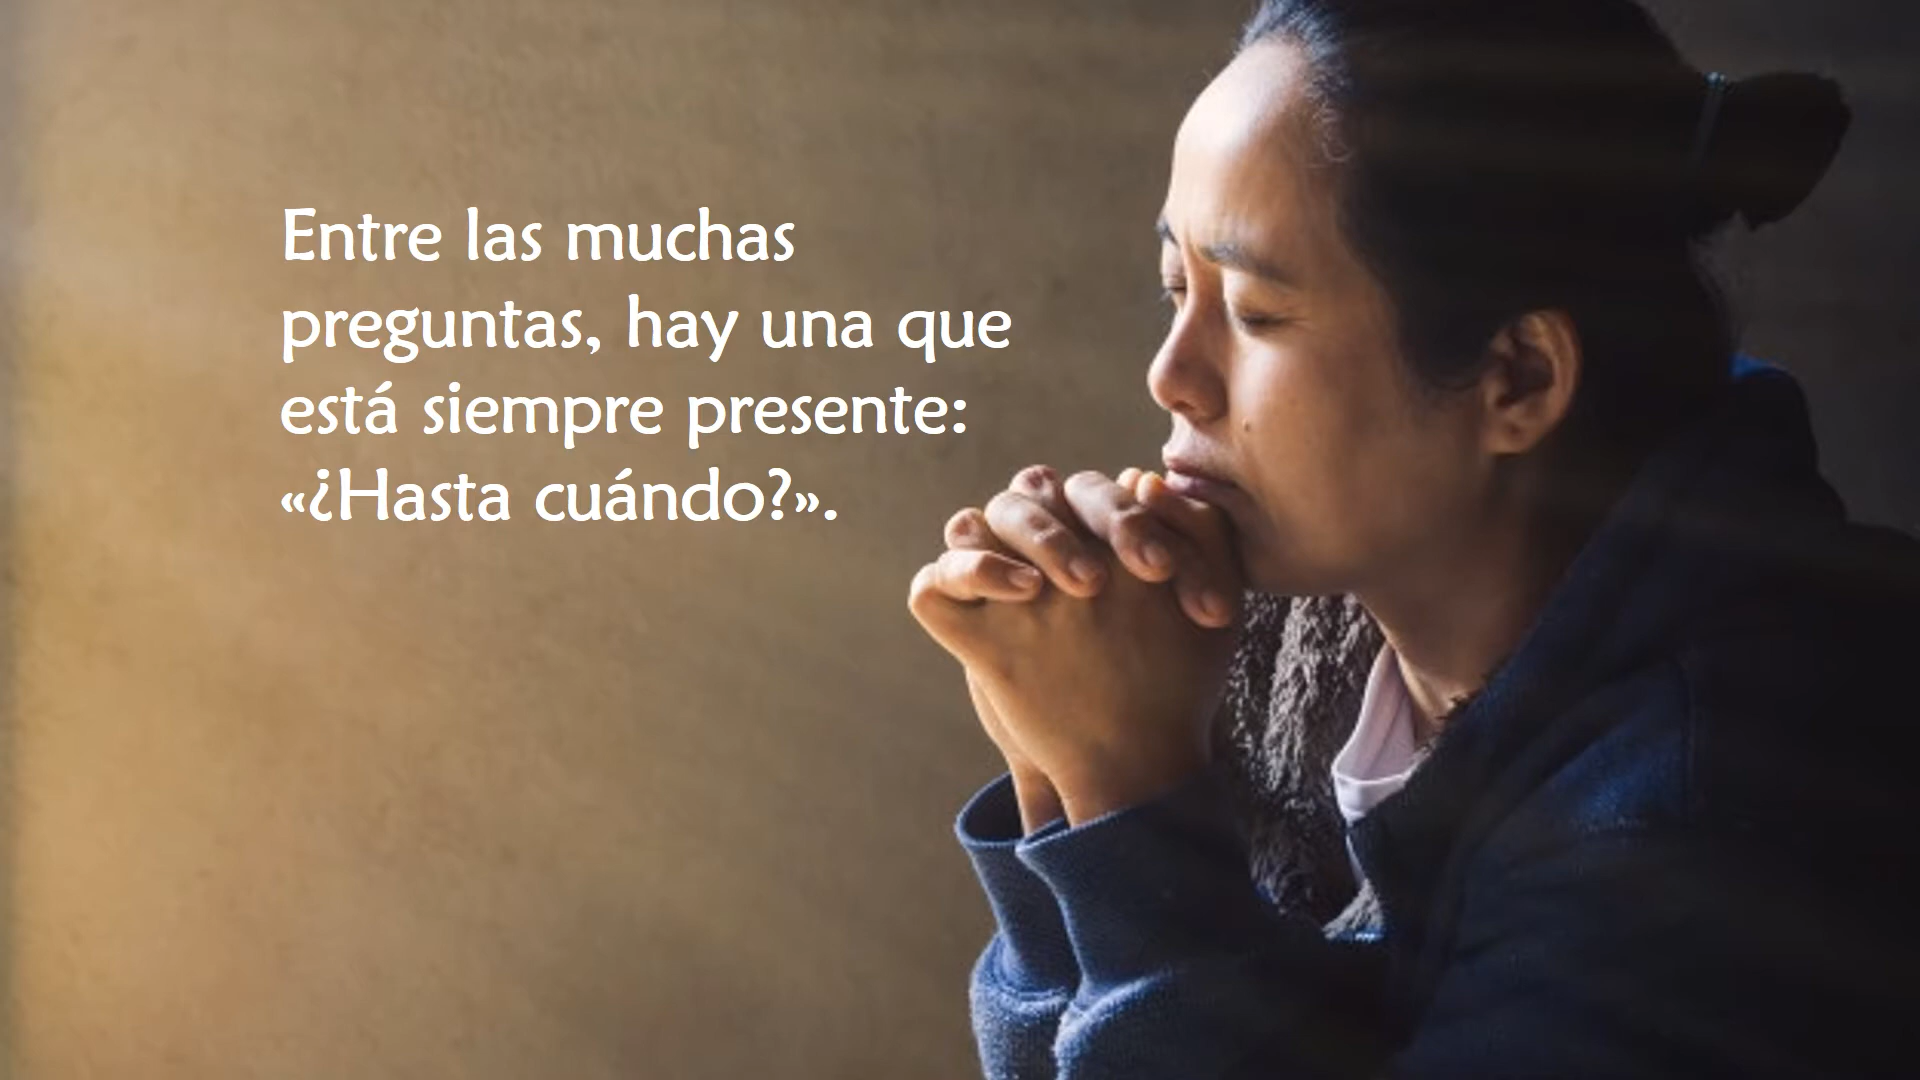 Entre las muchas
preguntas, hay una que
está siempre presente:
«¿Hasta cuándo?».